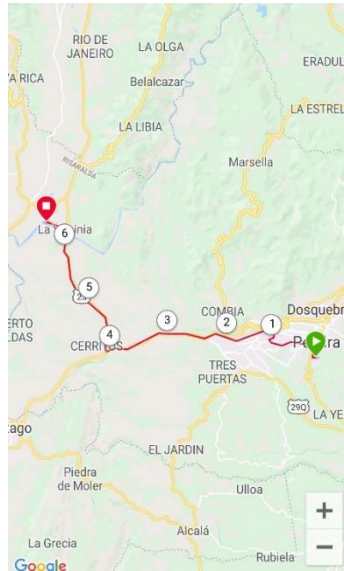 RIO DE
JANEIRO
LA OLGA
ERADUL
A RICA
Belalcazar
LA ESTREL
LA LIBIA
RISARALDA
Marsella
La
inia
6
5
29
COMBIA
Dosquebr
3
2
1
4
CERRITOS
Pe
ra
TRES
PUERTAS
29Q
LA YE
ago
EL JARDIN
Piedra
de Moler
Ulloa
+
Alcalá
−
La Grecia
Rubiela
Google